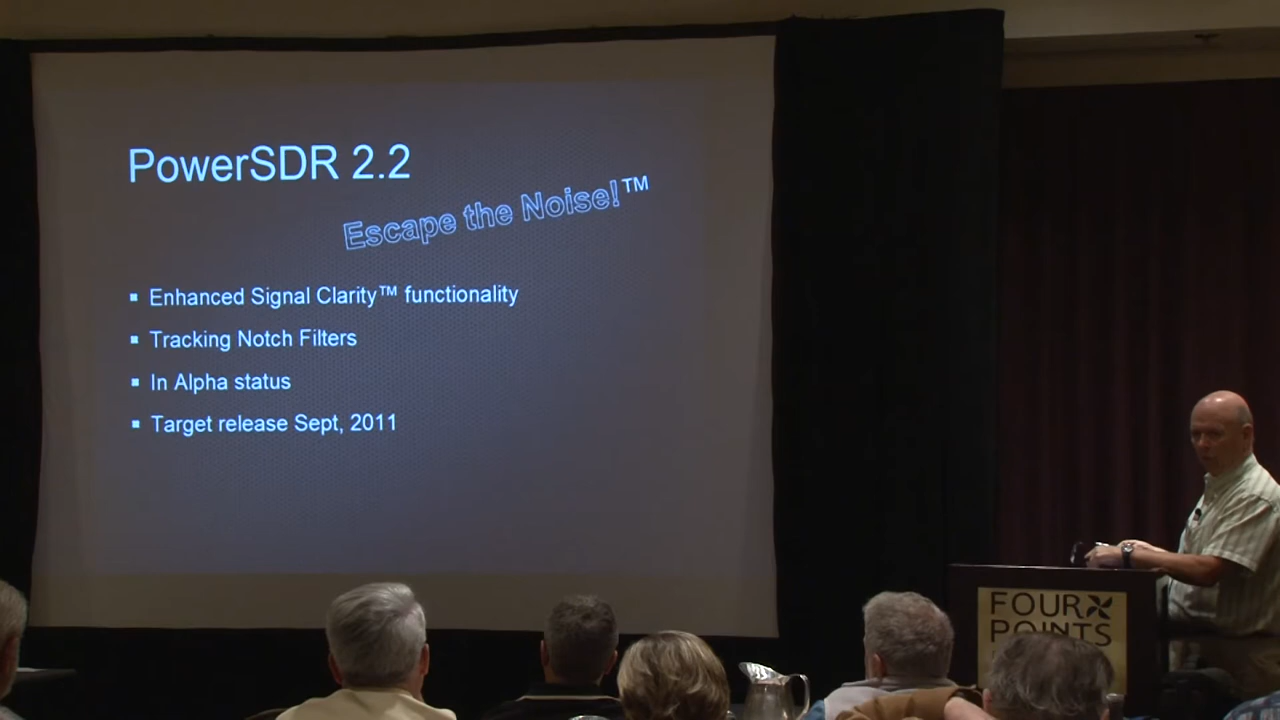 PowerSDR 2.2
Escape the Noise!™
▪ Enhanced Signal Clarity™ functionality
▪ Tracking Notch Filters
▪ In Alpha status
▪ Target release Sept, 2011
FOUR
POINTS